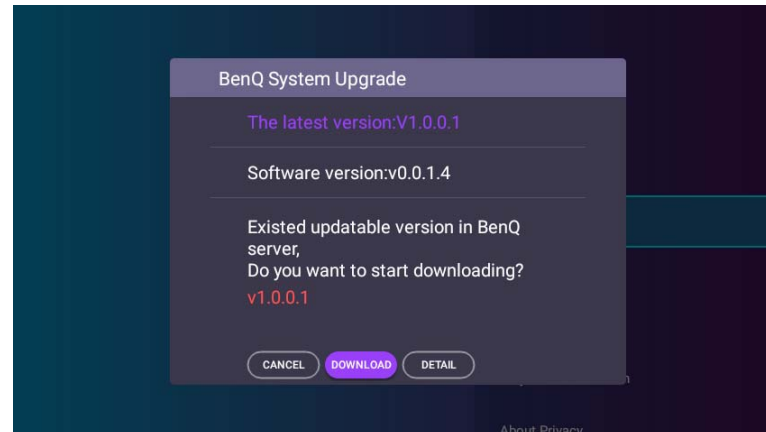 BenQ System Upgrade
The latest version:V1.0.0.1
Software version:v0.0.1.4
Existed updatable version in BenQ
server,
Do you want to start downloading?
v1.0.0.1
CANCEL DOWNLOAD DETAIL
About Privacy